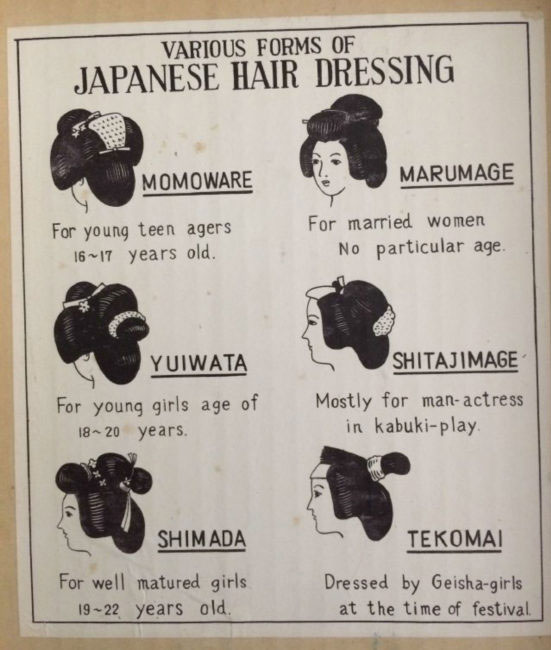 VARIOUS FORMS OF
JAPANESE HAIR DRESSING
MOMOWARE
For young teen agers
16~17 years old.
MARUMAGE
For married women
No particular age.
YUIWATA
For young girls age of
18~20 years.
SHITAJIMAGE
Mostly for man-actress
in kabuki-play.
SHIMADA
For well matured girls
19~22 years old.
TEKOMAI
Dressed by Geisha-girls
at the time of festival.